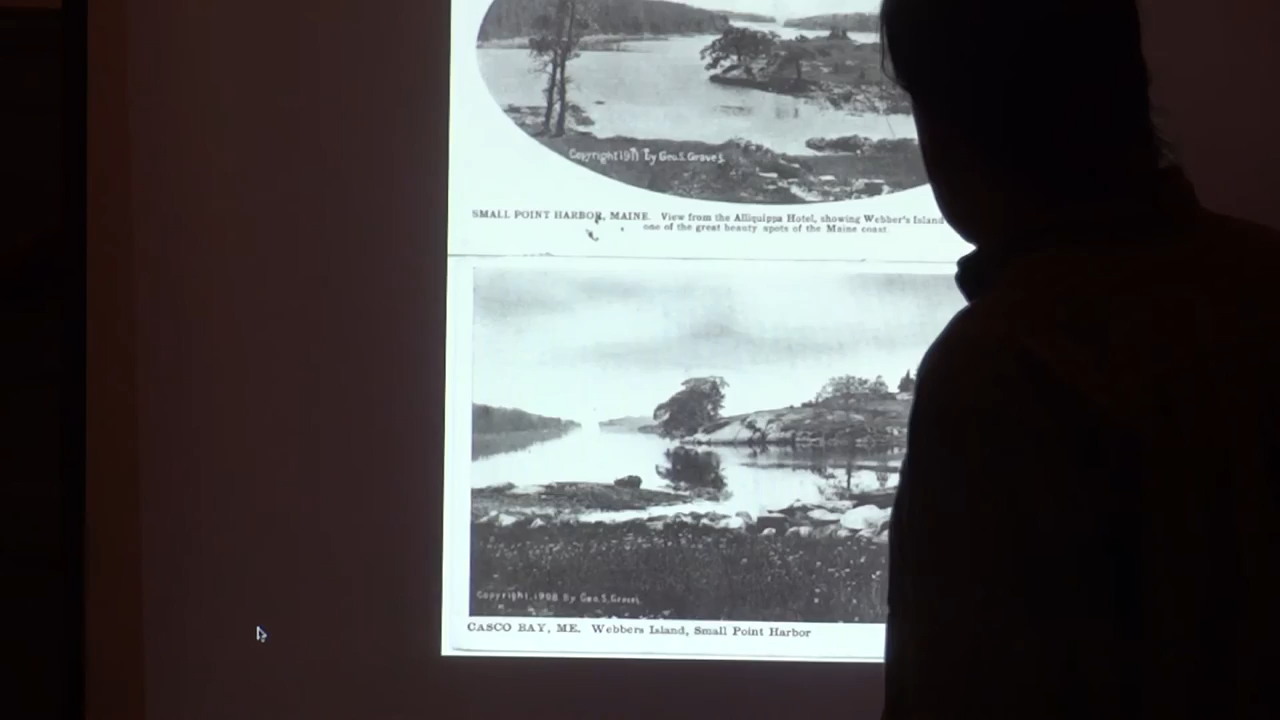 Copyright 1911 by Geo.S.Graves
SMALL POINT HARBOR, MAINE. View from the Alliquippa Hotel, showing Webber's Island
one of the great beauty spots of the Maine coast.
Copyright.1908 By Geo.S.Graves
CASCO BAY, ME. Webbers Island, Small Point Harbor